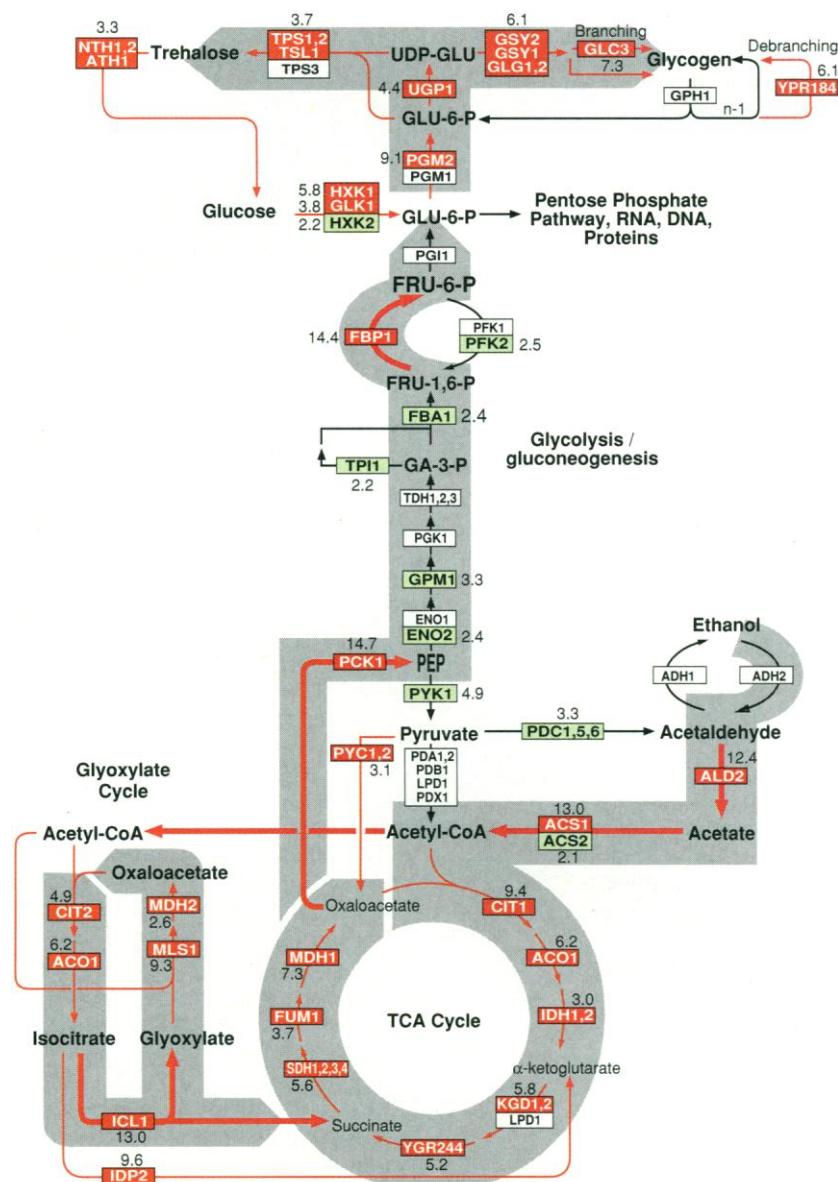 3.7
6.1
3.3
NTH1,2
ATH1
Trehalose
TPS1,2
TSL1
TPS3
UDP-GLU
GSY2
GSY1
GLG1,2
Branching
GLC3
7.3
Glycogen
Debranching
6.1
YPR184
GPH1
n-1
4.4
UGP1
GLU-6-P
9.1
PGM2
PGM1
Glucose
5.8
3.8
2.2
HXK1
GLK1
HXK2
GLU-6-P
Pentose Phosphate
Pathway, RNA, DNA,
Proteins
PGI1
FRU-6-P
14.4
FBP1
PFK1
PFK2
2.5
FRU-1,6-P
FBA1
2.4
Glycolysis /
gluconeogenesis
TPI1
2.2
GA-3-P
TDH1,2,3
PGK1
GPM1
3.3
ENO1
ENO2
2.4
14.7
PCK1
PEP
PYK1
4.9
Ethanol
ADH1
ADH2
Pyruvate
3.3
PDC1,5,6
Acetaldehyde
PYC1,2
3.1
PDA1,2
PDB1
LPD1
PDX1
12.4
ALD2
Glyoxylate
Cycle
Acetyl-CoA
Acetyl-CoA
13.0
ACS1
ACS2
2.1
Acetate
Oxaloacetate
4.9
CIT2
MDH2
2.6
6.2
ACO1
MLS1
9.3
Isocitrate
Glyoxylate
ICL1
13.0
9.6
IDP2
Oxaloacetate
9.4
CIT1
MDH1
7.3
6.2
ACO1
FUM1
3.7
TCA Cycle
3.0
IDH1,2
SDH1,2,3,4
5.6
α-ketoglutarate
5.8
KGD1,2
LPD1
Succinate
YGR244
5.2